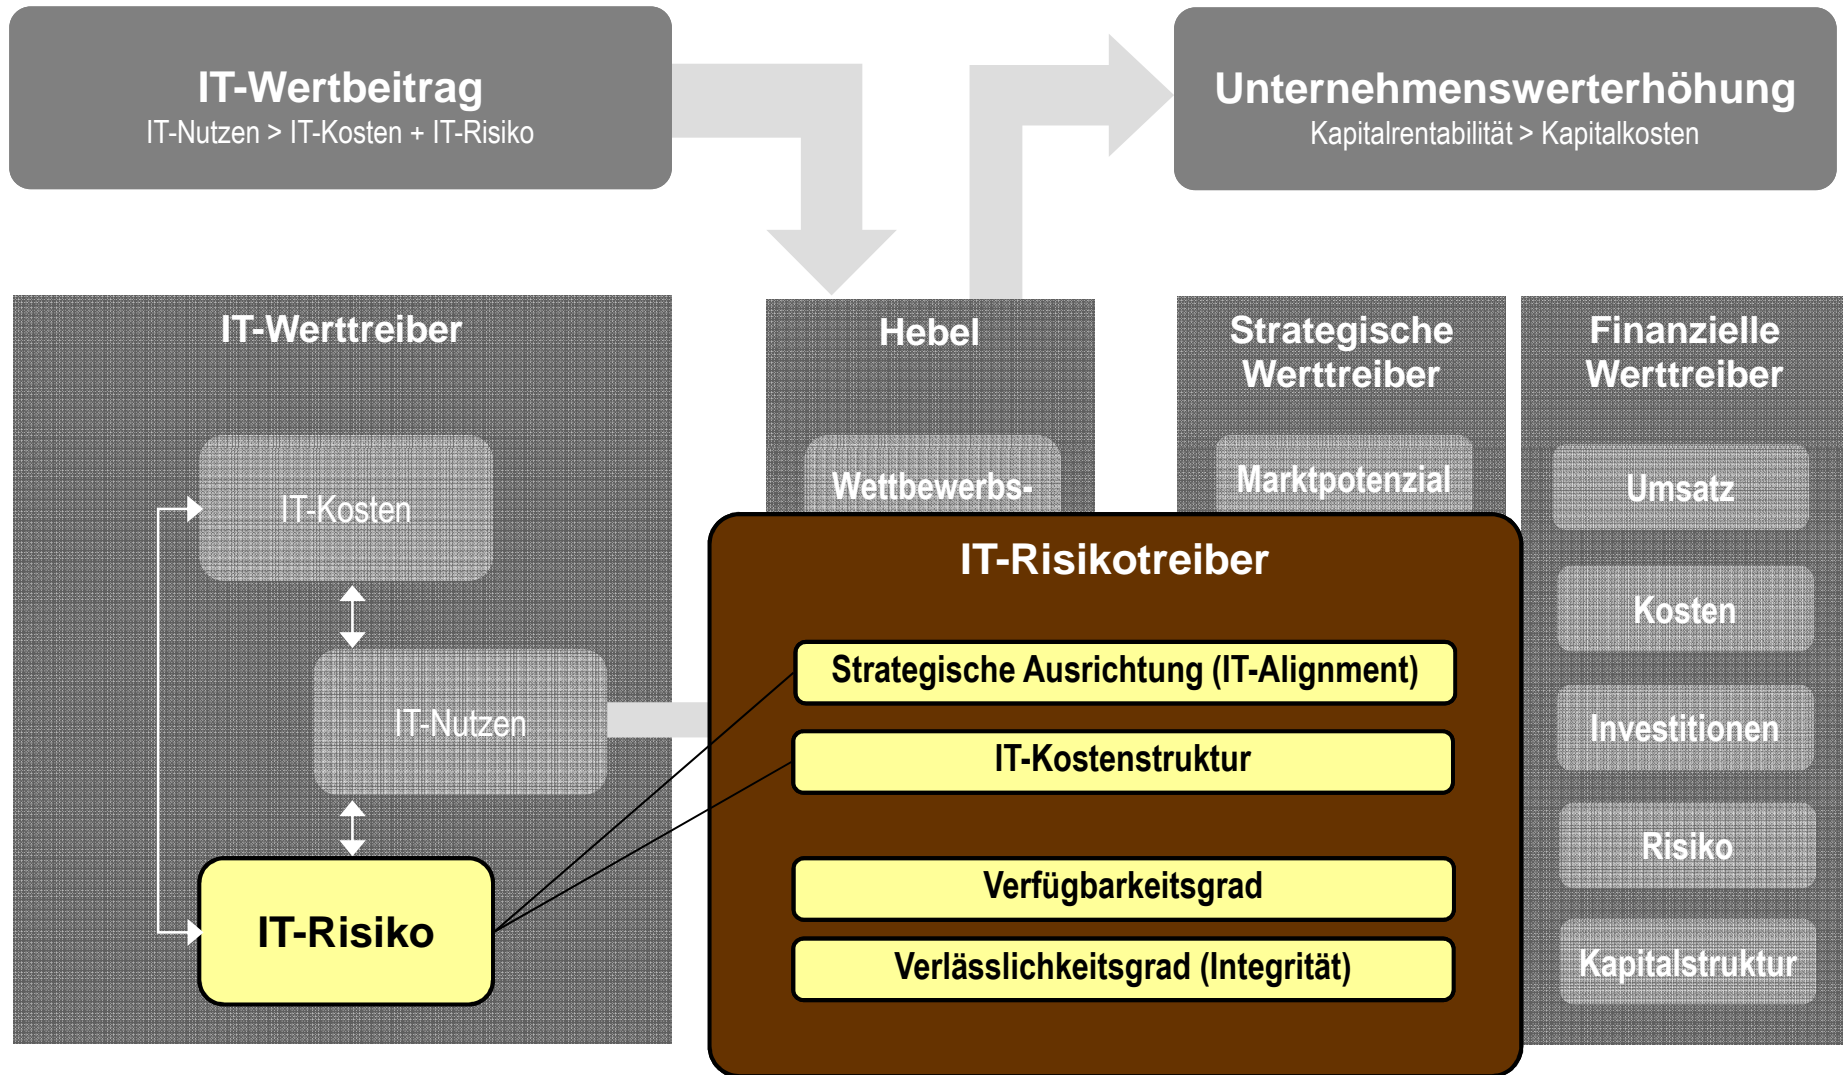 IT-Wertbeitrag
IT-Nutzen > IT-Kosten + IT-Risiko
Unternehmenswerterhöhung
Kapitalrentabilität > Kapitalkosten
IT-Werttreiber
IT-Kosten
IT-Nutzen
IT-Risiko
Hebel
Wettbewerbs-
Strategische
Werttreiber
Marktpotenzial
Finanzielle
Werttreiber
Umsatz
Kosten
Investitionen
Risiko
Kapitalstruktur
IT-Risikotreiber
Strategische Ausrichtung (IT-Alignment)
IT-Kostenstruktur
Verfügbarkeitsgrad
Verlässlichkeitsgrad (Integrität)